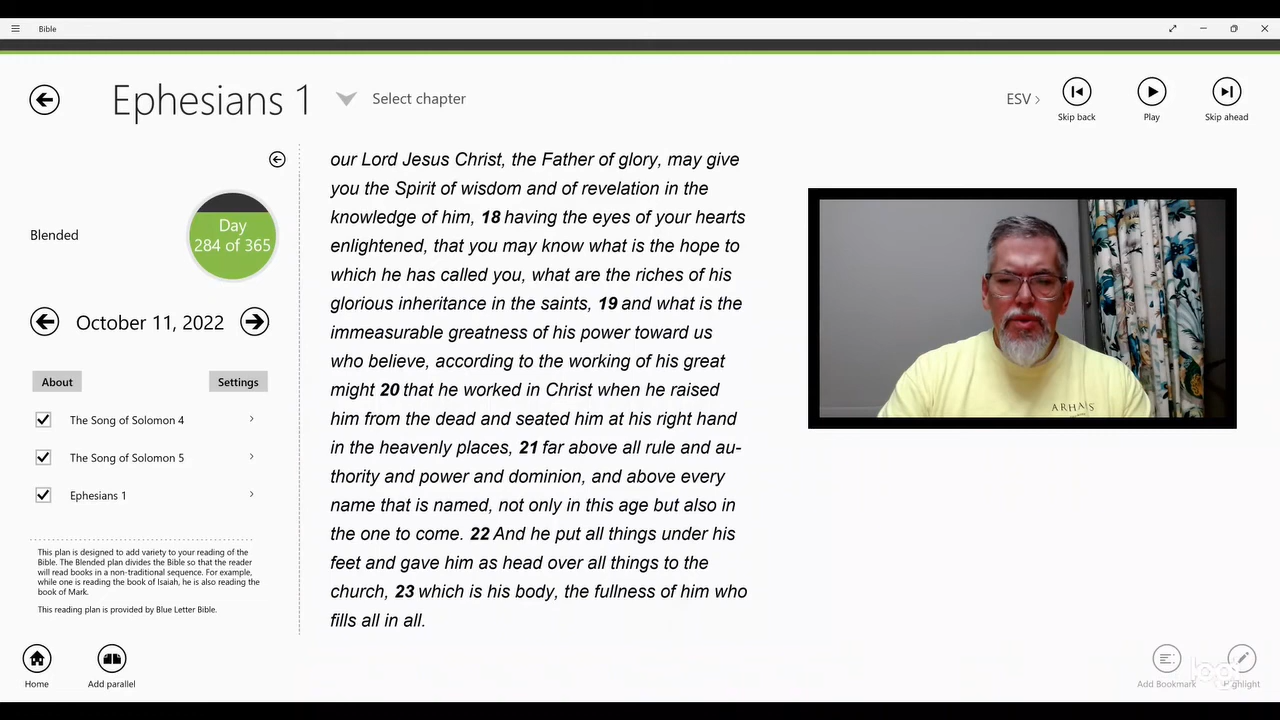 Bible
Ephesians 1
Select chapter
ESV
Skip back
Play
Skip ahead
Blended
Day
284 of 365
October 11, 2022
About
Settings
The Song of Solomon 4
The Song of Solomon 5
Ephesians 1
This plan is designed to add variety to your reading of the
Bible. The Blended plan divides the Bible so that the reader
will read books in a non-traditional sequence. For example,
while one is reading the book of Isaiah, he is also reading the
book of Mark.
This reading plan is provided by Blue Letter Bible.
our Lord Jesus Christ, the Father of glory, may give
you the Spirit of wisdom and of revelation in the
knowledge of him, 18 having the eyes of your hearts
enlightened, that you may know what is the hope to
which he has called you, what are the riches of his
glorious inheritance in the saints, 19 and what is the
immeasurable greatness of his power toward us
who believe, according to the working of his great
might 20 that he worked in Christ when he raised
him from the dead and seated him at his right hand
in the heavenly places, 21 far above all rule and au-
thority and power and dominion, and above every
name that is named, not only in this age but also in
the one to come. 22 And he put all things under his
feet and gave him as head over all things to the
church, 23 which is his body, the fullness of him who
fills all in all.
Home
Add parallel
Add Bookmark
Highlight
logi